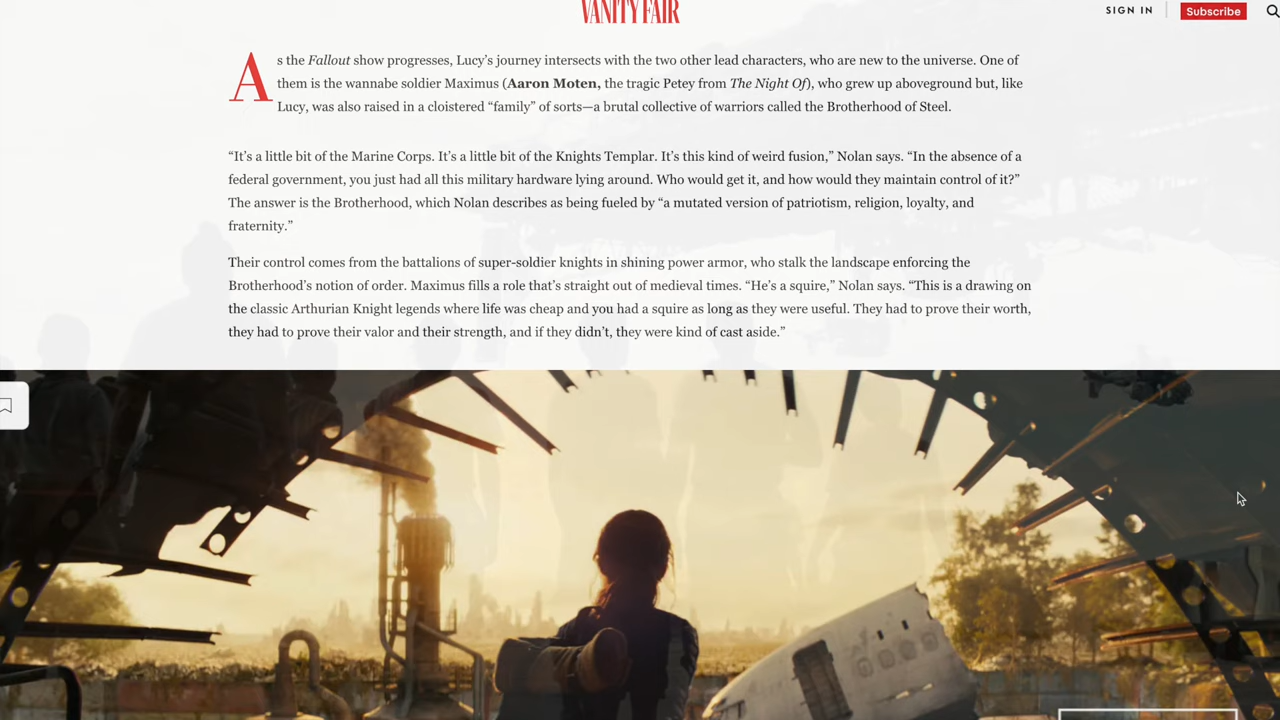 VANITY FAIR
SIGN IN
Subscribe
As the Fallout show progresses, Lucy’s journey intersects with the two other lead characters, who are new to the universe. One of
them is the wannabe soldier Maximus (Aaron Moten, the tragic Petey from The Night Of), who grew up aboveground but, like
Lucy, was also raised in a cloistered “family” of sorts—a brutal collective of warriors called the Brotherhood of Steel.
“It’s a little bit of the Marine Corps. It’s a little bit of the Knights Templar. It’s this kind of weird fusion,” Nolan says. “In the absence of a
federal government, you just had all this military hardware lying around. Who would get it, and how would they maintain control of it?”
The answer is the Brotherhood, which Nolan describes as being fueled by “a mutated version of patriotism, religion, loyalty, and
fraternity.”
Their control comes from the battalions of super-soldier knights in shining power armor, who stalk the landscape enforcing the
Brotherhood’s notion of order. Maximus fills a role that’s straight out of medieval times. “He’s a squire,” Nolan says. “This is a drawing on
the classic Arthurian Knight legends where life was cheap and you had a squire as long as they were useful. They had to prove their worth,
they had to prove their valor and their strength, and if they didn’t, they were kind of cast aside.”